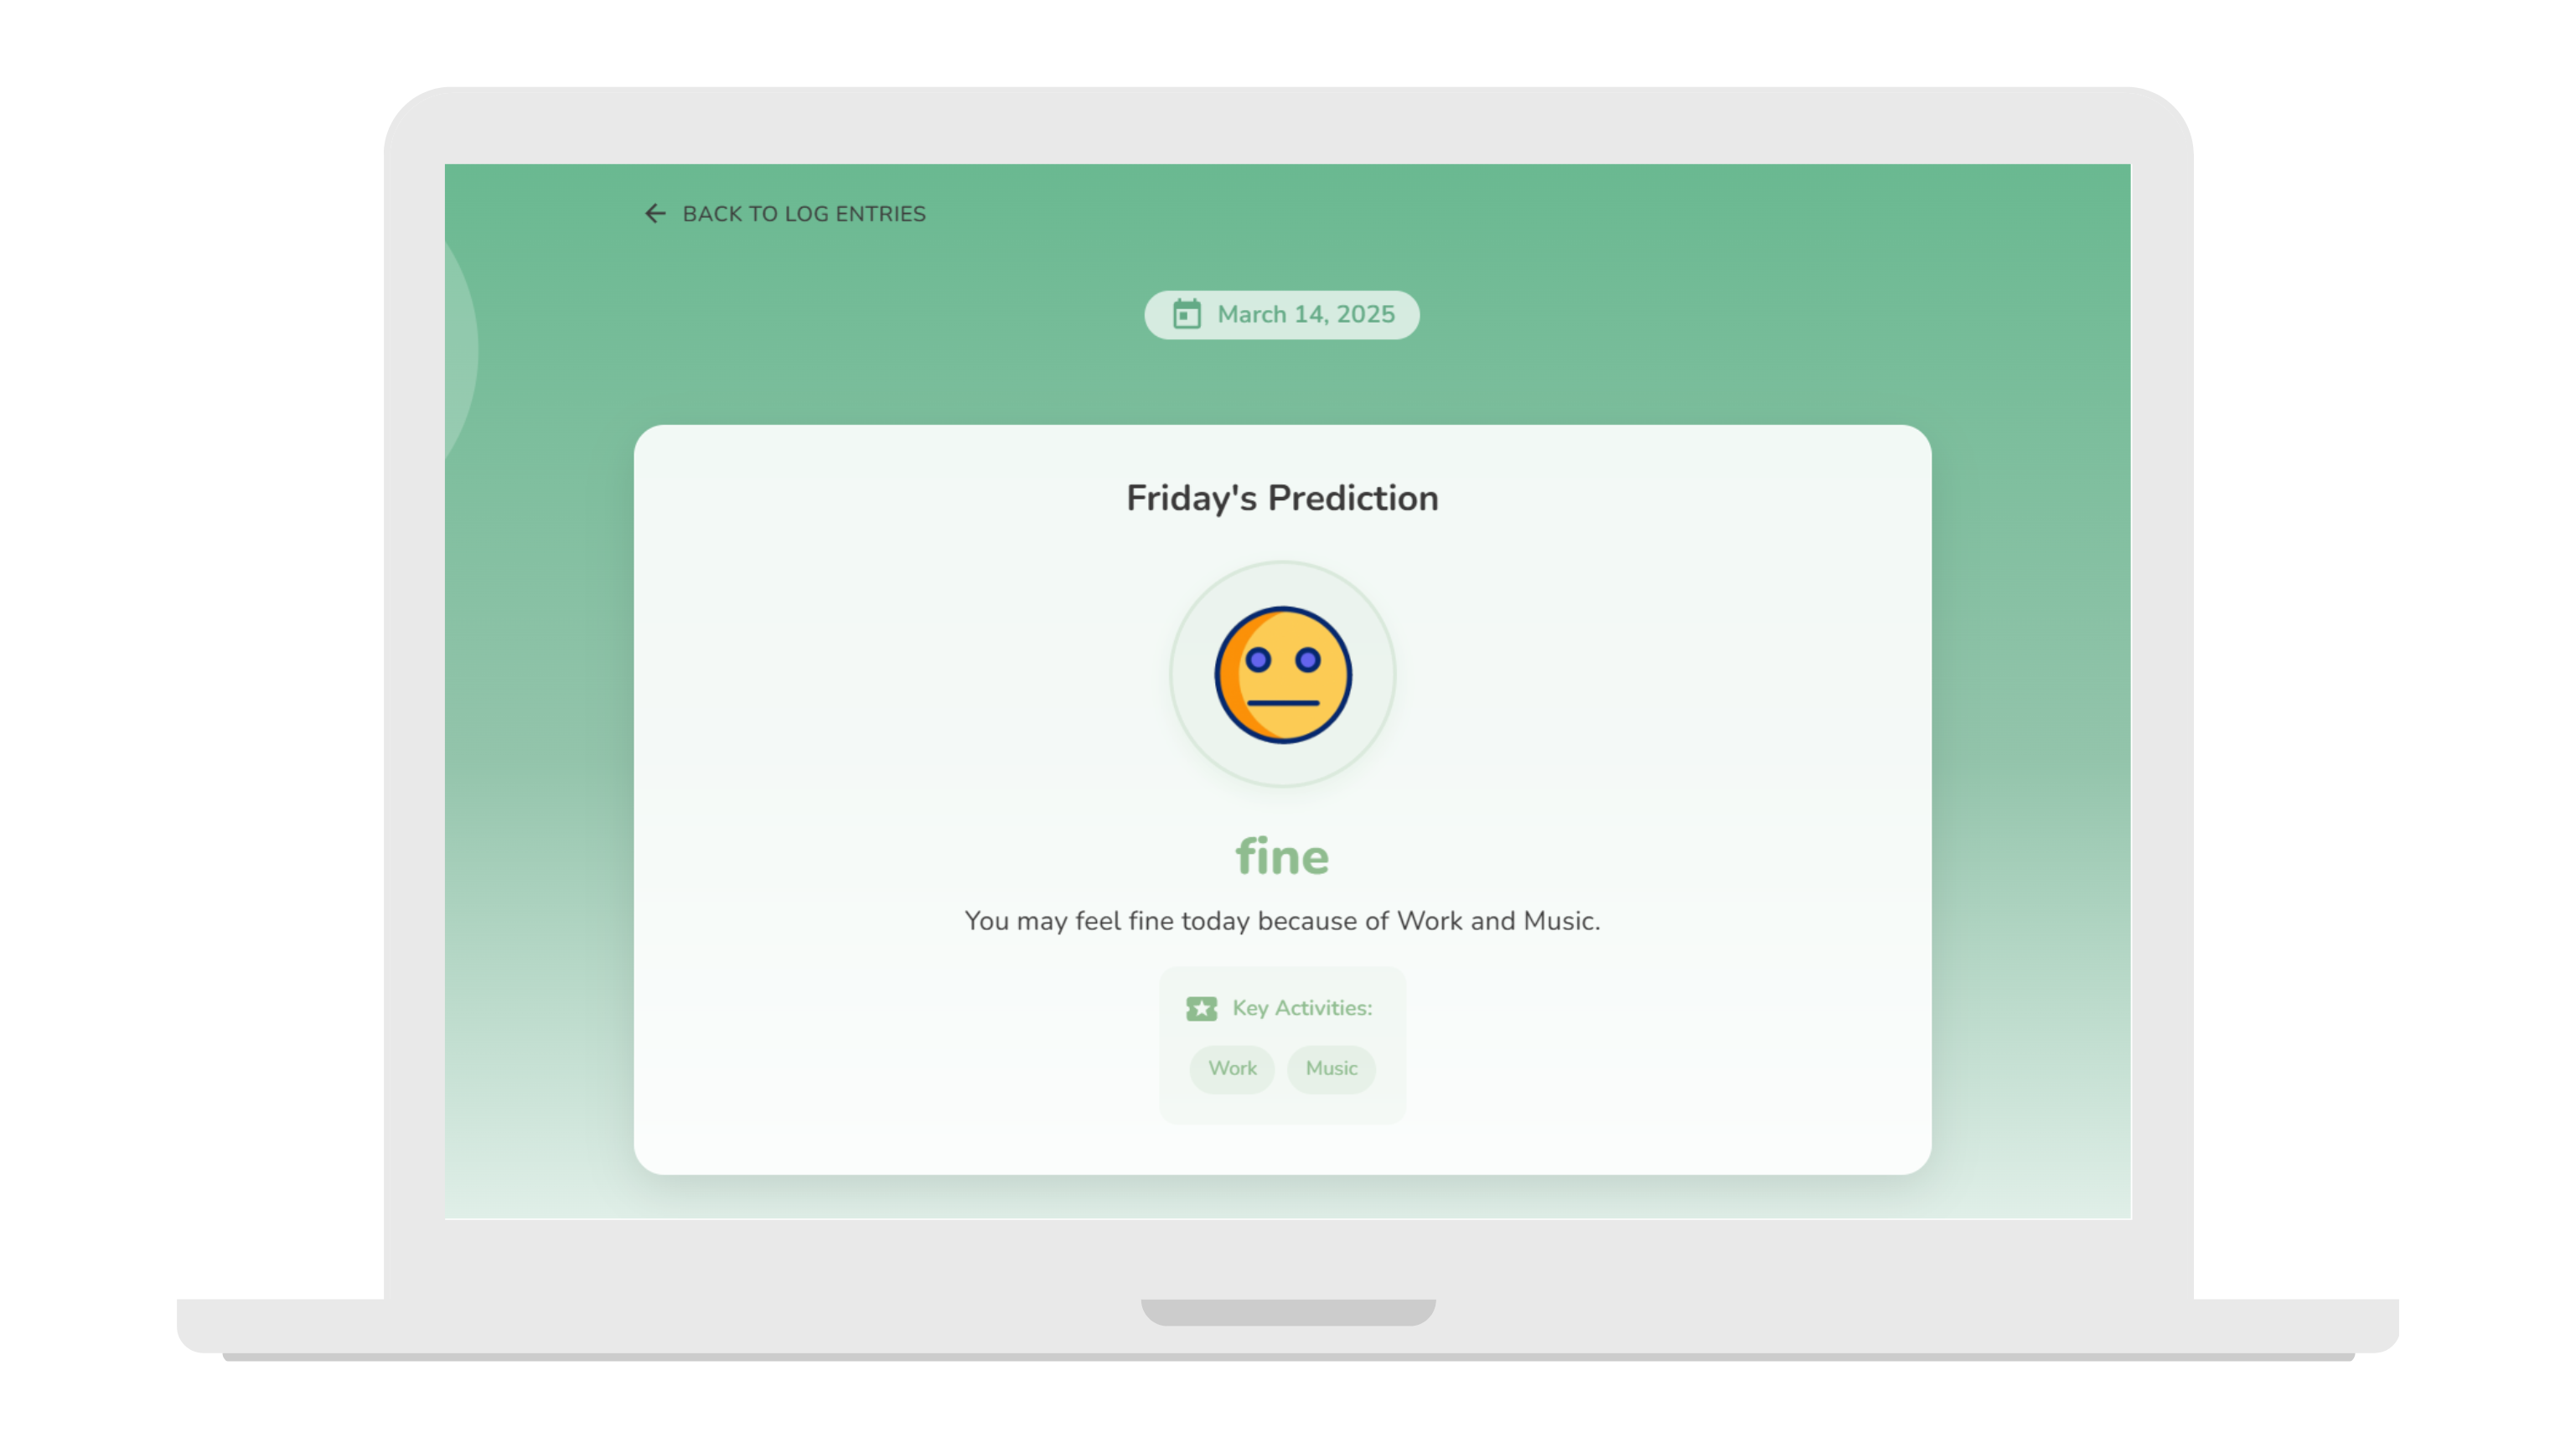 BACK TO LOG ENTRIES
March 14, 2025
Friday's Prediction
fine
You may feel fine today because of Work and Music.
Key Activities:
Work Music